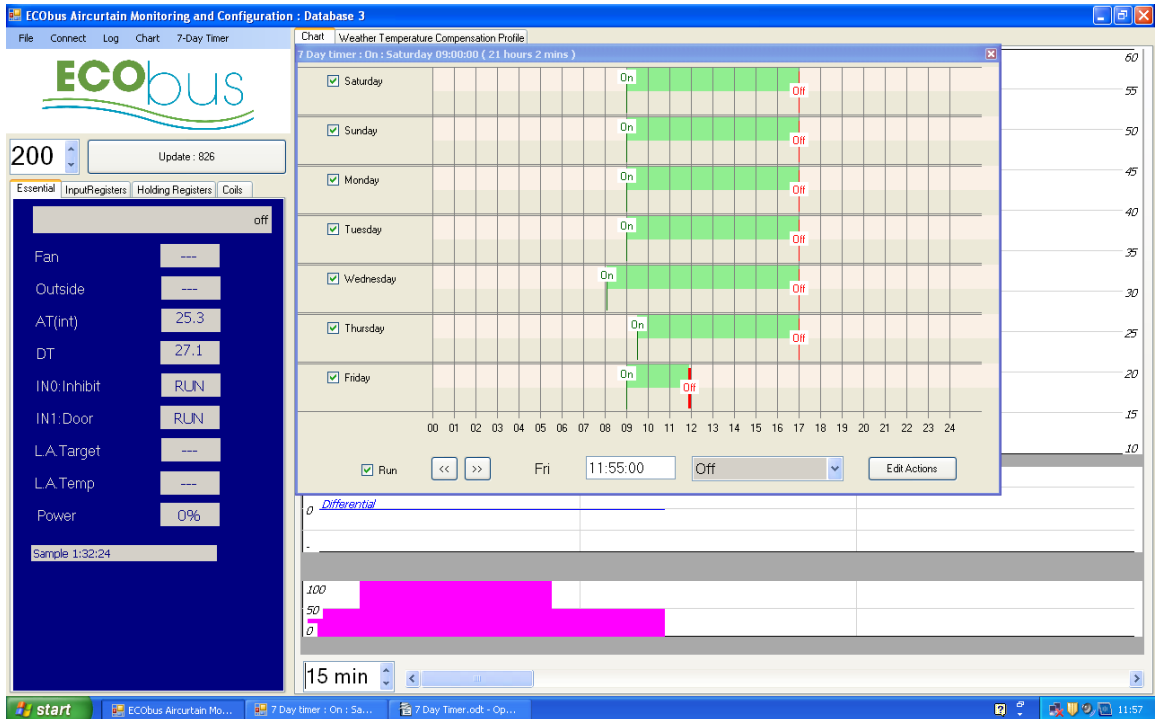 ECObus Aircurtain Monitoring and Configuration : Database 3
File Connect Log Chart 7-Day Timer
ECObus
200
Update : 826
Essential InputRegisters Holding Registers Coils
off
Fan ---
Outside ---
AT(int) 25.3
DT 27.1
IN0:Inhibit RUN
IN1:Door RUN
L.A.Target ---
L.A.Temp ---
Power 0%
Sample 1:32:24
Chart Weather Temperature Compensation Profile
7 Day timer : On : Saturday 09:00:00 ( 21 hours 2 mins )
Saturday On Off
Sunday On Off
Monday On Off
Tuesday On Off
Wednesday On Off
Thursday On Off
Friday On Off
00 01 02 03 04 05 06 07 08 09 10 11 12 13 14 15 16 17 18 19 20 21 22 23 24
Run << >> Fri 11:55:00 Off Edit Actions
60
55
50
45
40
35
30
25
20
15
10
0 Differential
-
100
50
0
15 min
start ECObus Aircurtain Mo... 7 Day timer : On : Sa... 7 Day Timer.odt - Op... 11:57